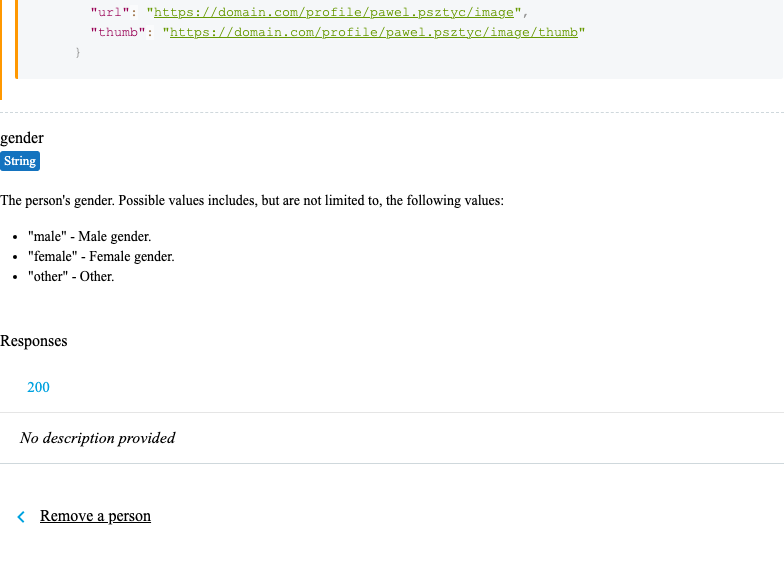 "url": "https://domain.com/profile/pawel.psztyc/image",
"thumb": "https://domain.com/profile/pawel.psztyc/image/thumb"
}
gender
String
The person's gender. Possible values includes, but are not limited to, the following values:
• "male" - Male gender.
• "female" - Female gender.
• "other" - Other.
Responses
200
No description provided
Remove a person